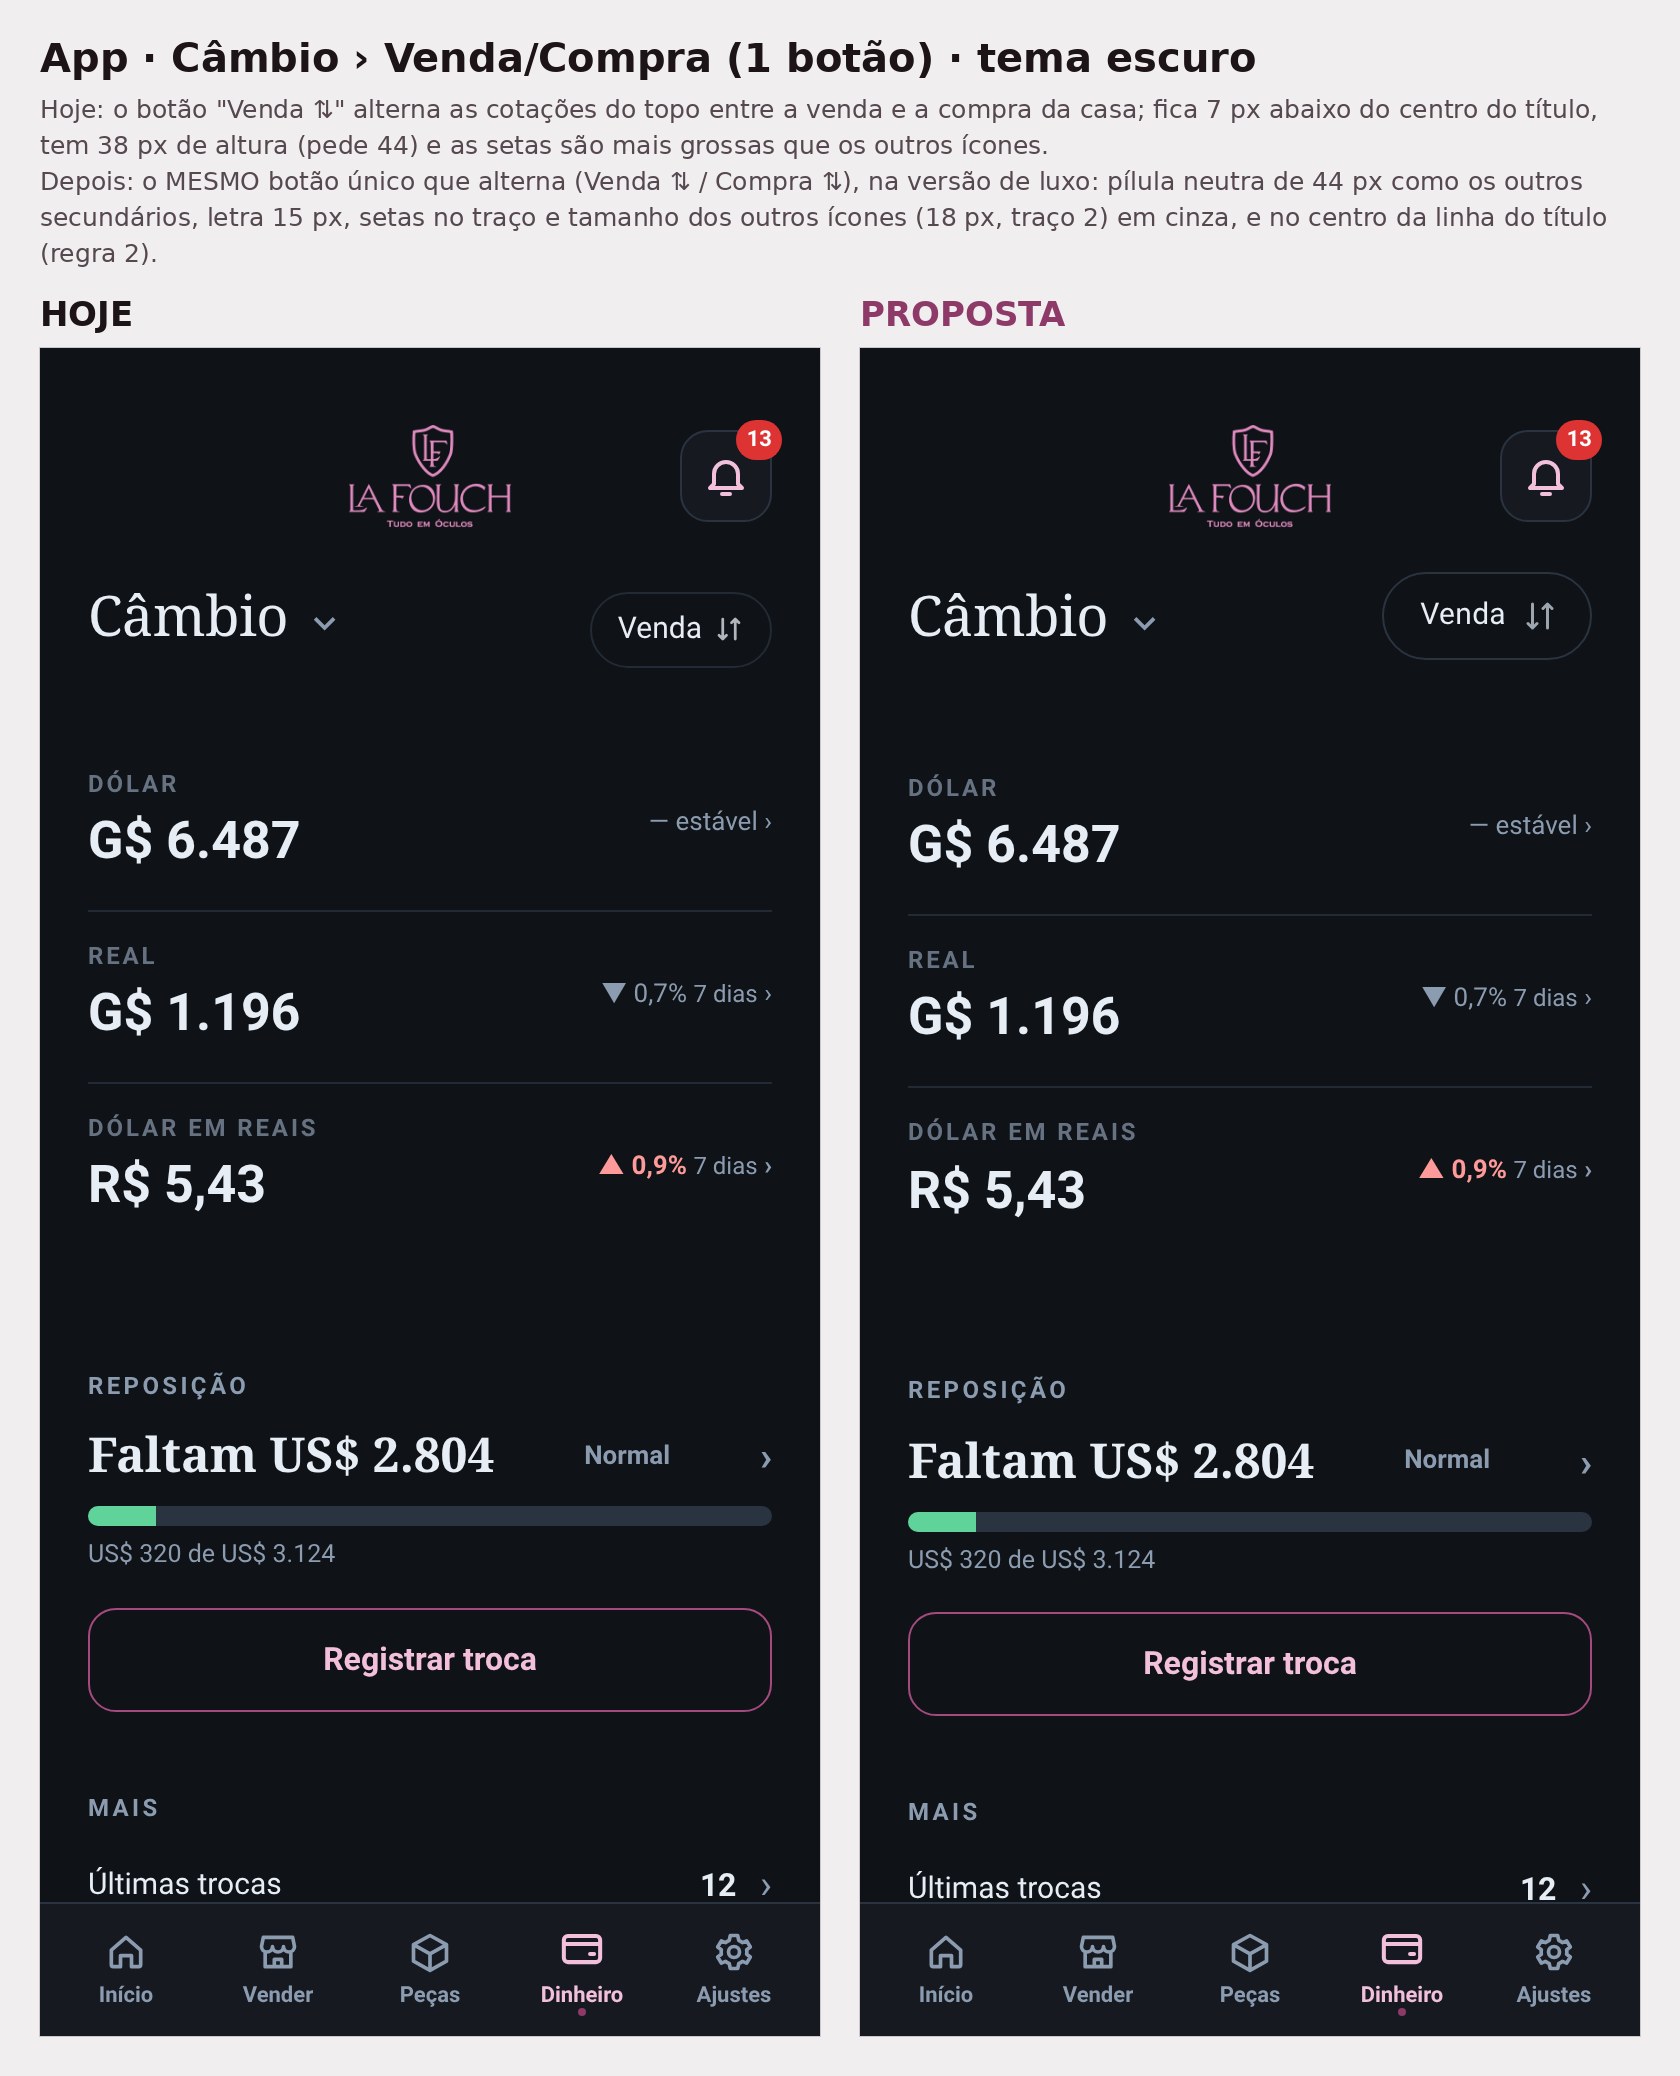 App · Câmbio › Venda/Compra (1 botão) · tema escuro
Hoje: o botão "Venda ⇅" alterna as cotações do topo entre a venda e a compra da casa; fica 7 px abaixo do centro do título,
tem 38 px de altura (pede 44) e as setas são mais grossas que os outros ícones.
Depois: o MESMO botão único que alterna (Venda ⇅ / Compra ⇅), na versão de luxo: pílula neutra de 44 px como os outros
secundários, letra 15 px, setas no traço e tamanho dos outros ícones (18 px, traço 2) em cinza, e no centro da linha do título
(regra 2).
HOJE
13
LF
LA FOUCH
TUDO EM ÓCULOS
Câmbio
Venda
DÓLAR
G$ 6.487
— estável ›
REAL
G$ 1.196
▼ 0,7% 7 dias ›
DÓLAR EM REAIS
R$ 5,43
▲ 0,9% 7 dias ›
REPOSIÇÃO
Faltam US$ 2.804
Normal ›
US$ 320 de US$ 3.124
Registrar troca
MAIS
Últimas trocas
12 ›
Início
Vender
Peças
Dinheiro
Ajustes
PROPOSTA
13
LF
LA FOUCH
TUDO EM ÓCULOS
Câmbio
Venda
DÓLAR
G$ 6.487
— estável ›
REAL
G$ 1.196
▼ 0,7% 7 dias ›
DÓLAR EM REAIS
R$ 5,43
▲ 0,9% 7 dias ›
REPOSIÇÃO
Faltam US$ 2.804
Normal ›
US$ 320 de US$ 3.124
Registrar troca
MAIS
Últimas trocas
12 ›
Início
Vender
Peças
Dinheiro
Ajustes